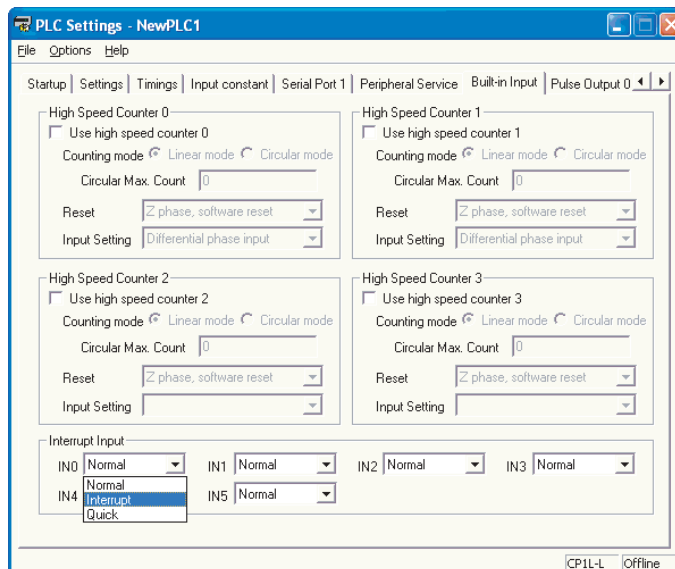 PLC Settings - NewPLC1
File Options Help
Startup Settings Timings Input constant Serial Port 1 Peripheral Service Built-in Input Pulse Output 0
High Speed Counter 0
Use high speed counter 0
Counting mode Linear mode Circular mode
Circular Max. Count 0
Reset Z phase, software reset
Input Setting Differential phase input
High Speed Counter 1
Use high speed counter 1
Counting mode Linear mode Circular mode
Circular Max. Count 0
Reset Z phase, software reset
Input Setting Differential phase input
High Speed Counter 2
Use high speed counter 2
Counting mode Linear mode Circular mode
Circular Max. Count 0
Reset Z phase, software reset
Input Setting
High Speed Counter 3
Use high speed counter 3
Counting mode Linear mode Circular mode
Circular Max. Count 0
Reset Z phase, software reset
Input Setting
Interrupt Input
IN0 Normal IN1 Normal IN2 Normal IN3 Normal
Normal
IN4 Interrupt IN5 Normal
Quick
CP1L-L Offline